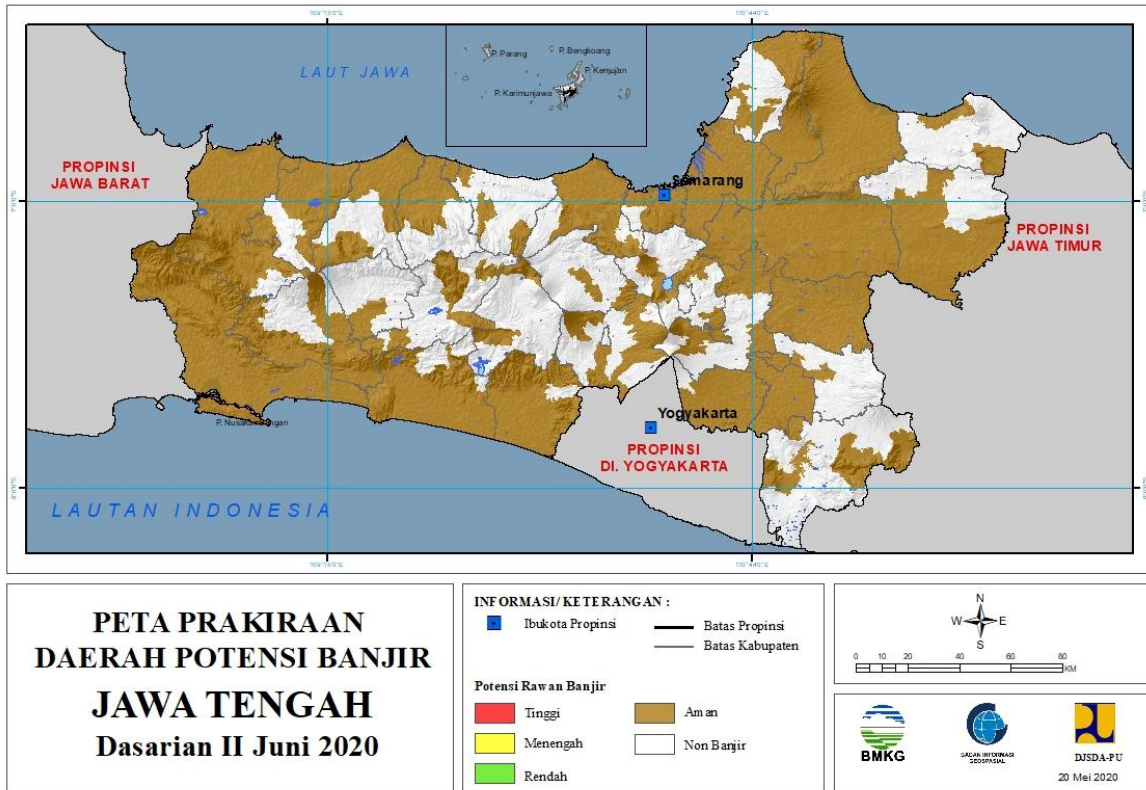 P. Parang
P. Bengkoang
P. Kemujan
P. Karimunjawa
LAUT JAWA
PROPINSI
JAWA BARAT
Semarang
PROPINSI
JAWA TIMUR
Yogyakarta
PROPINSI
DI. YOGYAKARTA
LAUTAN INDONESIA
PETA PRAKIRAAN
DAERAH POTENSI BANJIR
JAWA TENGAH
Dasarian II Juni 2020
INFORMASI/ KETERANGAN :
Ibukota Propinsi
Batas Propinsi
Batas Kabupaten
Potensi Rawan Banjir
Tinggi
Aman
Menengah
Non Banjir
Rendah
N
W
E
S
0 10 20 40 60 80
KM
BMKG
BADAN INFORMASI
GEOSPASIAL
DJSDA-PU
20 Mei 2020